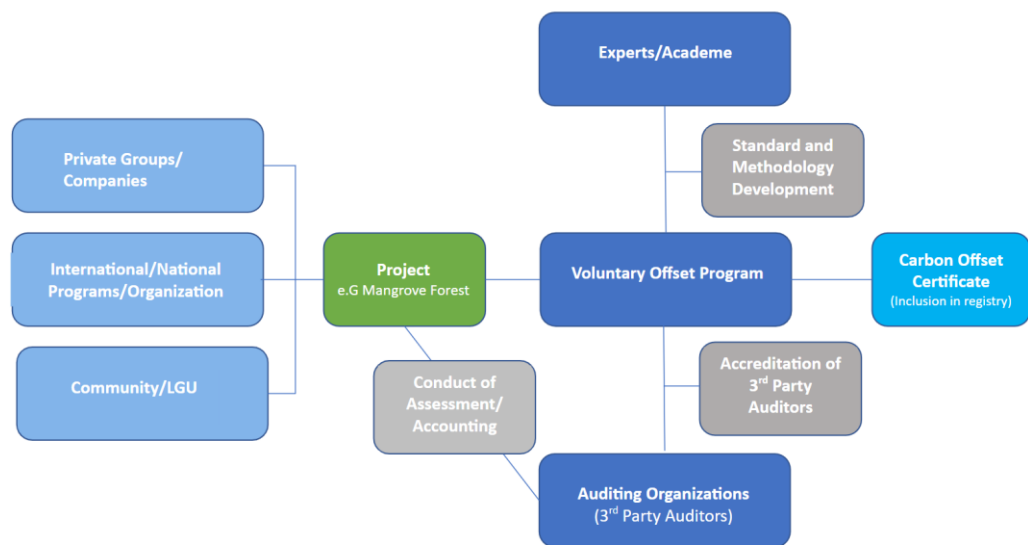 Experts/Academe
Private Groups/
Companies
Standard and
Methodology
Development
International/National
Programs/Organization
Project
e.G Mangrove Forest
Voluntary Offset Program
Carbon Offset
Certificate
(Inclusion in registry)
Community/LGU
Conduct of
Assessment/
Accounting
Accreditation of
3rd Party
Auditors
Auditing Organizations
(3rd Party Auditors)